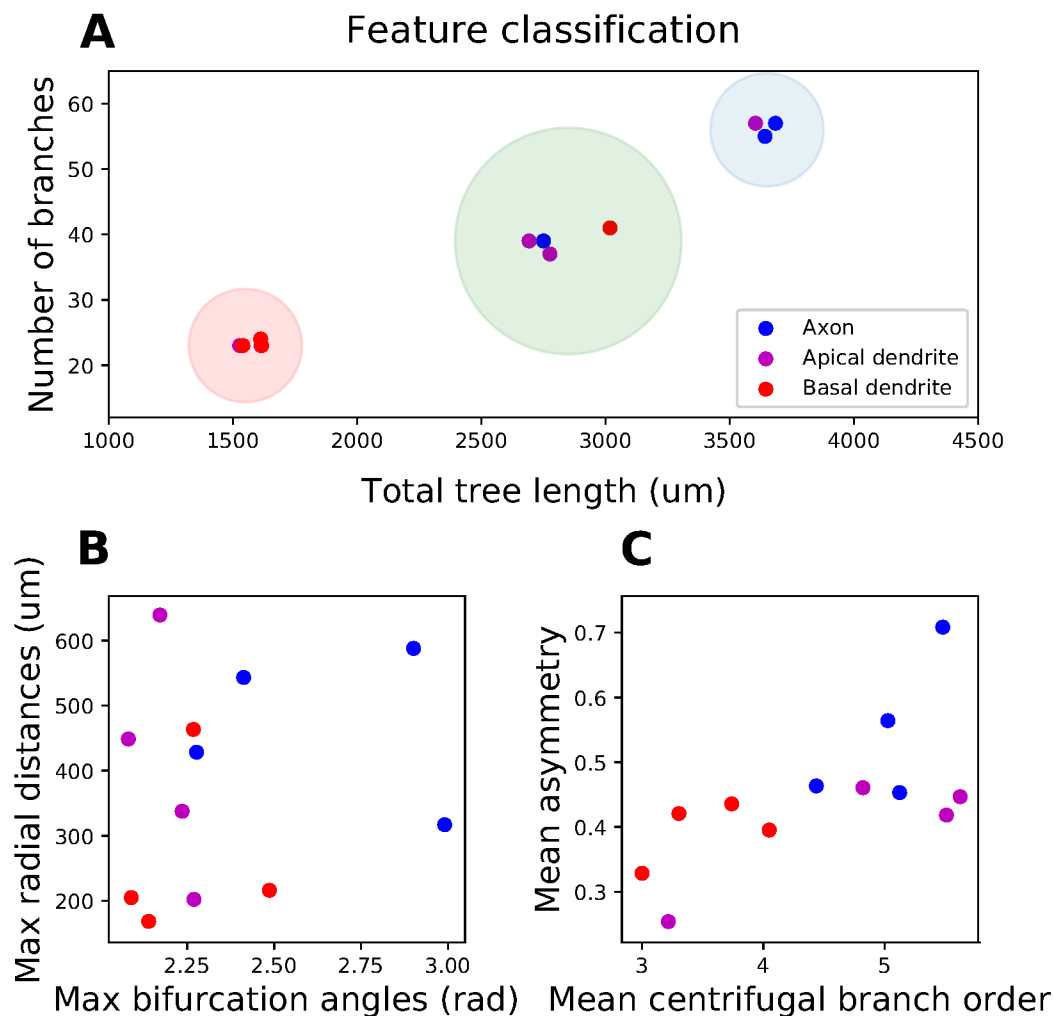 A
Feature classification
Number of branches
60
50
40
30
20
Axon
Apical dendrite
Basal dendrite
1000 1500 2000 2500 3000 3500 4000 4500
Total tree length (um)
B
Max radial distances (um)
600
500
400
300
200
2.25 2.50 2.75 3.00
Max bifurcation angles (rad)
C
Mean asymmetry
0.7
0.6
0.5
0.4
0.3
3 4 5
Mean centrifugal branch order